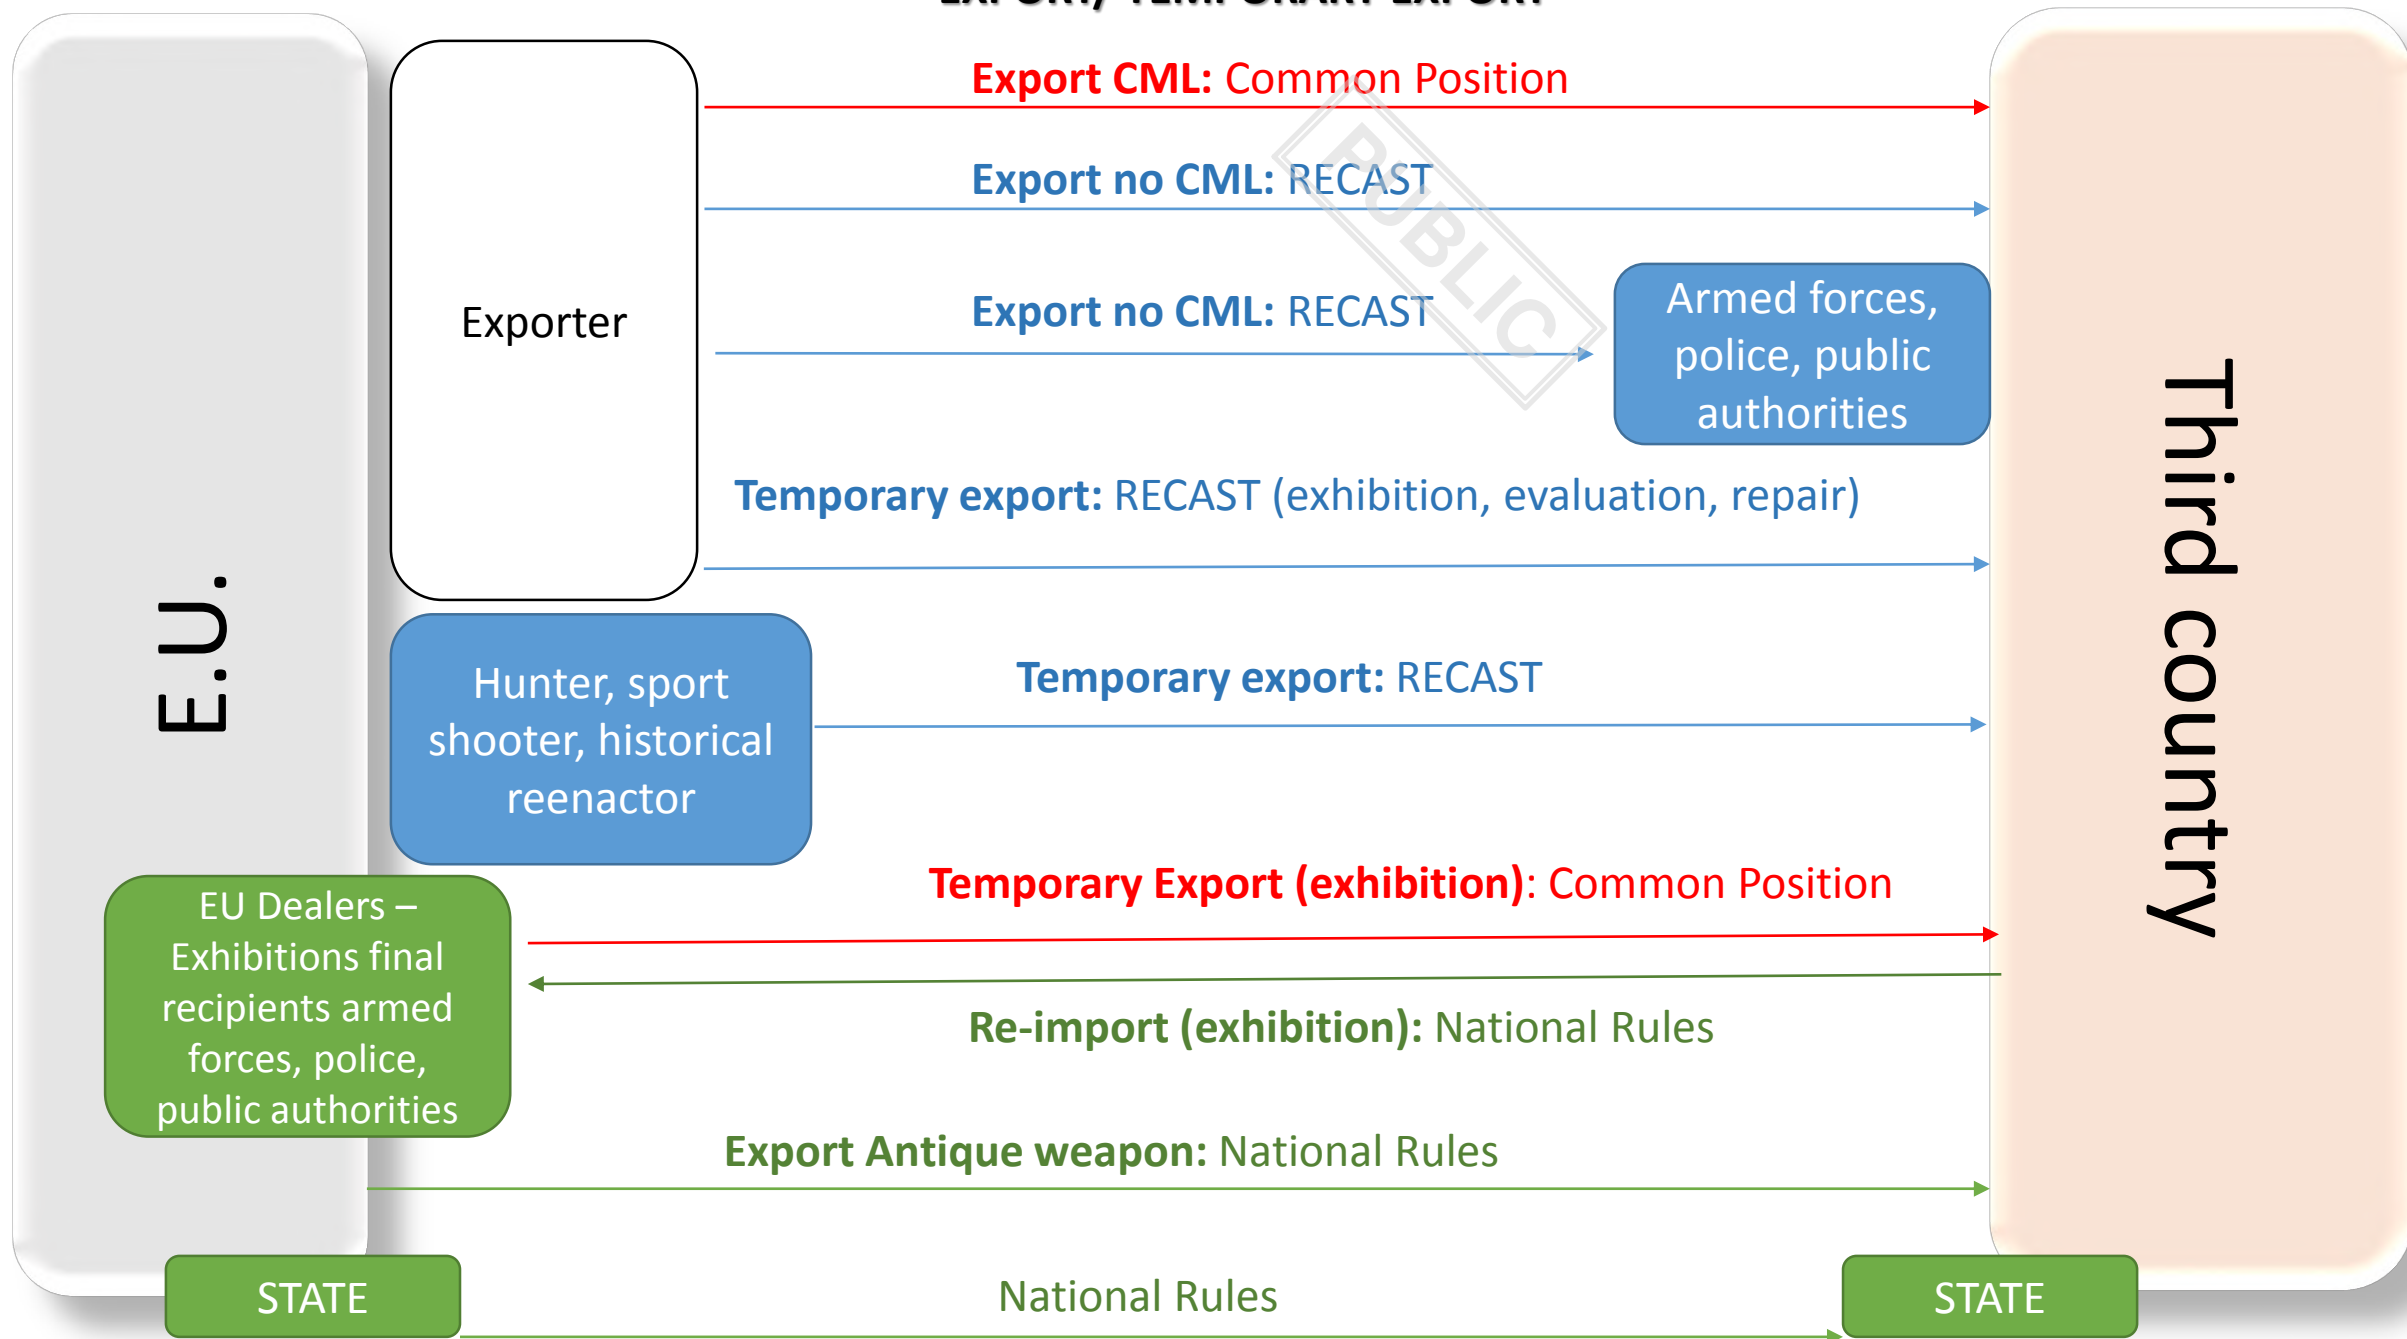 EXPORT/ TEMPORARY EXPORT
Export CML: Common Position
Export no CML: RECAST
PUBLIC
Exporter
Export no CML: RECAST
Armed forces,
police, public
authorities
Temporary export: RECAST (exhibition, evaluation, repair)
E.U.
Third country
Hunter, sport
shooter, historical
reenactor
Temporary export: RECAST
Temporary Export (exhibition): Common Position
EU Dealers –
Exhibitions final
recipients armed
forces, police,
public authorities
Re-import (exhibition): National Rules
Export Antique weapon: National Rules
STATE
National Rules
STATE